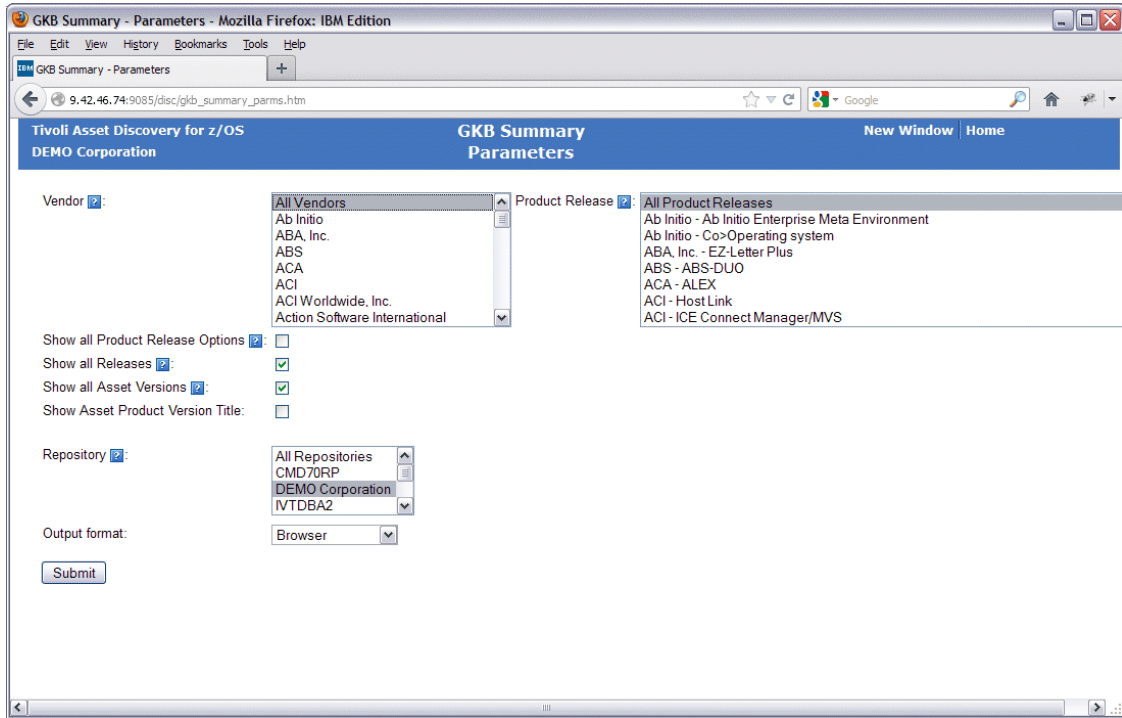 GKB Summary - Parameters - Mozilla Firefox: IBM Edition
File Edit View History Bookmarks Tools Help
IBM GKB Summary - Parameters +
9.42.46.74:9085/disc/gkb_summary_parms.htm Google
Tivoli Asset Discovery for z/OS GKB Summary New Window Home
DEMO Corporation Parameters
Vendor ?: All Vendors Product Release ?: All Product Releases
Ab Initio Ab Initio - Ab Initio Enterprise Meta Environment
ABA, Inc. Ab Initio - Co>Operating system
ABS ABA, Inc. - EZ-Letter Plus
ACA ABS - ABS-DUO
ACI ACA - ALEX
ACI Worldwide, Inc. ACI - Host Link
Action Software International ACI - ICE Connect Manager/MVS
Show all Product Release Options ?:
Show all Releases ?:
Show all Asset Versions ?:
Show Asset Product Version Title:
Repository ?: All Repositories
CMD70RP
DEMO Corporation
IVTDBA2
Output format: Browser
Submit